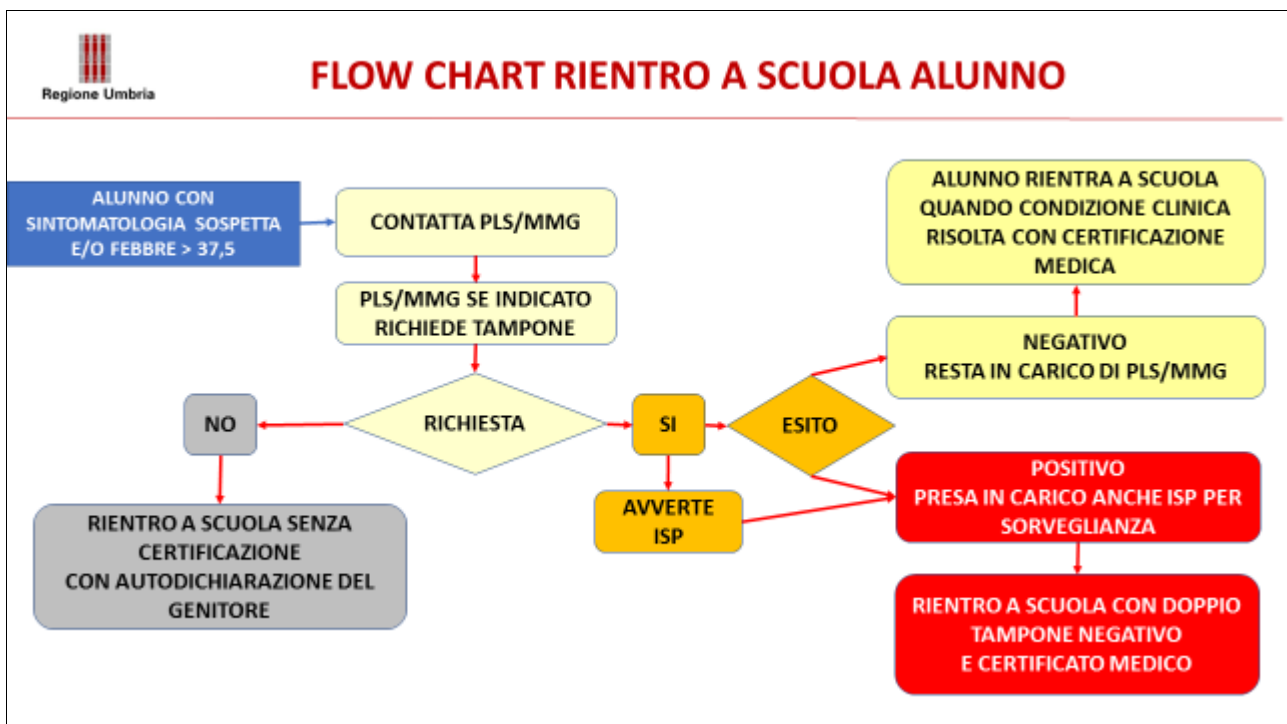 Regione Umbria
FLOW CHART RIENTRO A SCUOLA ALUNNO
ALUNNO CON
SINTOMATOLOGIA SOSPETTA
E/O FEBBRE > 37,5
CONTATTA PLS/MMG
PLS/MMG SE INDICATO
RICHIEDE TAMPONE
RICHIESTA
NO
RIENTRO A SCUOLA SENZA
CERTIFICAZIONE
CON AUTODICHIARAZIONE DEL
GENITORE
SI
AVVERTE
ISP
ESITO
ALUNNO RIENTRA A SCUOLA
QUANDO CONDIZIONE CLINICA
RISOLTA CON CERTIFICAZIONE
MEDICA
NEGATIVO
RESTA IN CARICO DI PLS/MMG
POSITIVO
PRESA IN CARICO ANCHE ISP PER
SORVEGLIANZA
RIENTRO A SCUOLA CON DOPPIO
TAMPONE NEGATIVO
E CERTIFICATO MEDICO